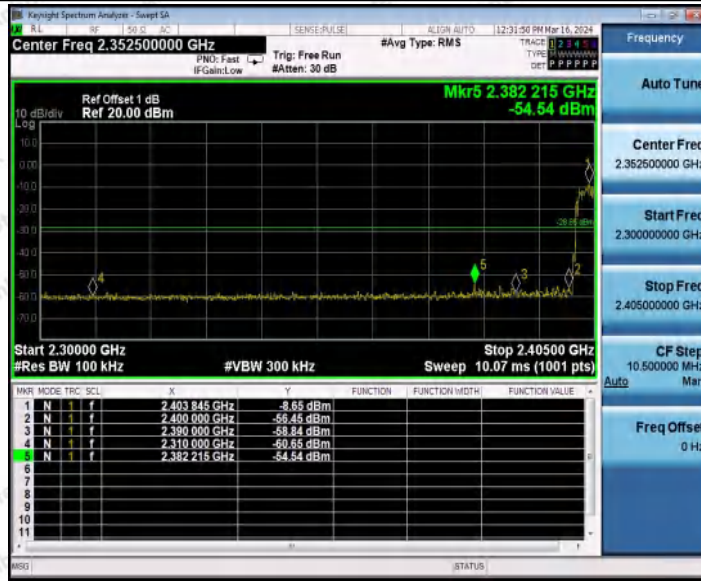 Keysight Spectrum Analyzer - Swept SA
RL RF 50 Ω AC SENSE:PULSE ALIGN AUTO 12:31:50 PM Mar 16, 2024
Center Freq 2.352500000 GHz
PNO: Fast
IFGain:Low
Trig: Free Run
#Atten: 30 dB
#Avg Type: RMS
TRACE 1 2 3 4 5 6
TYPE M W W W W W
DET P P P P P P
Frequency
Auto Tune
Center Freq
2.352500000 GHz
Start Freq
2.300000000 GHz
Stop Freq
2.405000000 GHz
CF Step
10.500000 MHz
Auto Man
Freq Offset
0 Hz
Mkr5 2.382 215 GHz
-54.54 dBm
Ref Offset 1 dB
10 dB/div Ref 20.00 dBm
Log
10.0
0.00
-10.0
-20.0
-30.0
-40.0
-50.0
-60.0
-70.0
4
5
3
2
Start 2.30000 GHz Stop 2.40500 GHz
#Res BW 100 kHz #VBW 300 kHz Sweep 10.07 ms (1001 pts)
MKR MODE TRC SCL X Y FUNCTION FUNCTION WIDTH FUNCTION VALUE
1 N 1 f 2.403 845 GHz -8.65 dBm
2 N 1 f 2.400 000 GHz -56.45 dBm
3 N 1 f 2.390 000 GHz -58.84 dBm
4 N 1 f 2.310 000 GHz -60.65 dBm
5 N 1 f 2.382 215 GHz -54.54 dBm
6
7
8
9
10
11
MSG STATUS